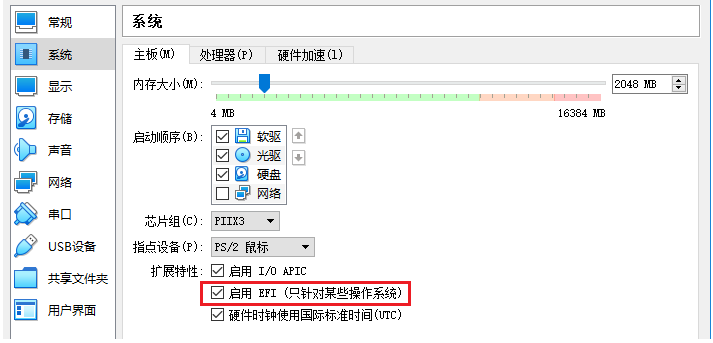 常规
系统
显示
存储
声音
网络
串口
USB设备
共享文件夹
用户界面
系统
主板(M) 处理器(P) 硬件加速(l)
内存大小(M): 2048 MB
4 MB 16384 MB
启动顺序(B): 软驱
光驱
硬盘
网络
芯片组(C): PIIX3
指点设备(P): PS/2 鼠标
扩展特性: 启用 I/O APIC
启用 EFI (只针对某些操作系统)
硬件时钟使用国际标准时间(UTC)